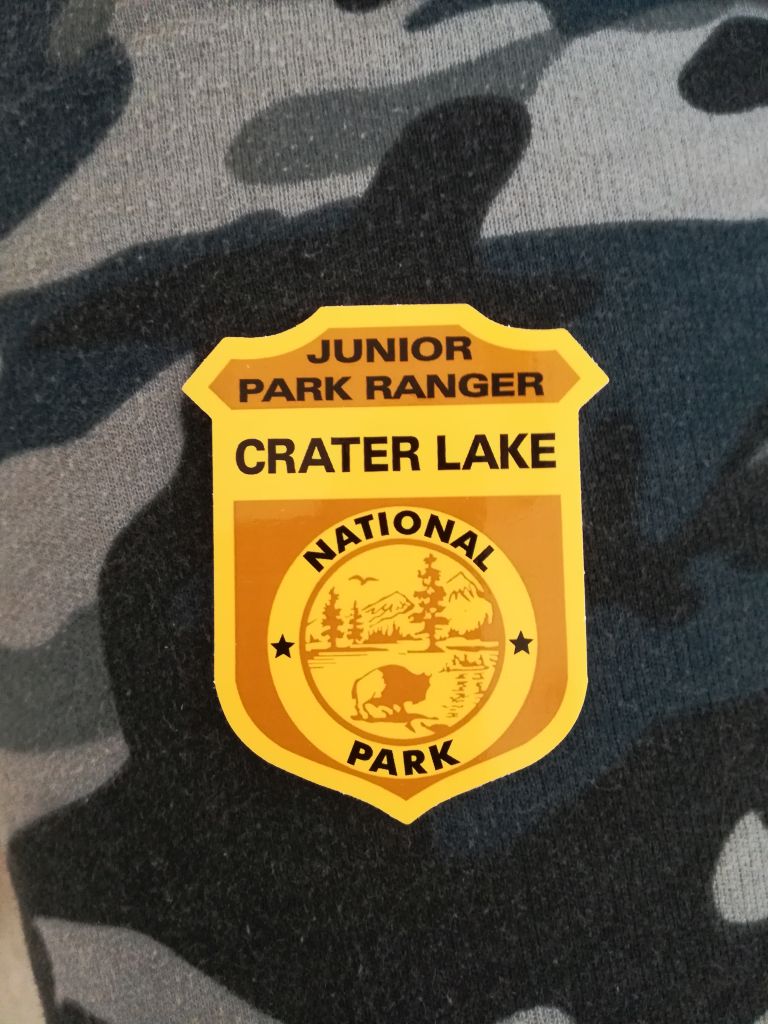 JUNIOR
PARK RANGER
CRATER LAKE
NATIONAL
PARK